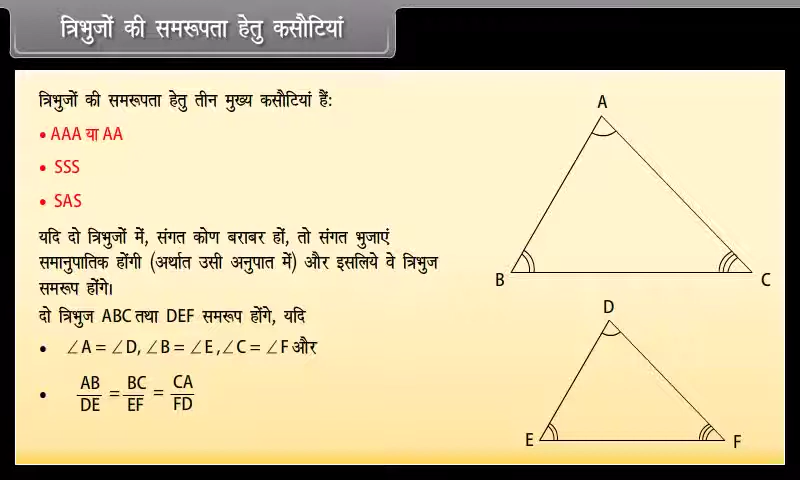 त्रिभुजों की समरूपता हेतु कसौटियां
त्रिभुजों की समरूपता हेतु तीन मुख्य कसौटियां हैं:
• AAA या AA
• SSS
• SAS
यदि दो त्रिभुजों में, संगत कोण बराबर हों, तो संगत भुजाएं
समानुपातिक होंगी (अर्थात उसी अनुपात में) और इसलिये वे त्रिभुज
समरूप होंगे।
दो त्रिभुज ABC तथा DEF समरूप होंगे, यदि
• ∠A = ∠D, ∠B = ∠E ,∠C = ∠F और
• AB/DE = BC/EF = CA/FD
A
B
C
D
E
F